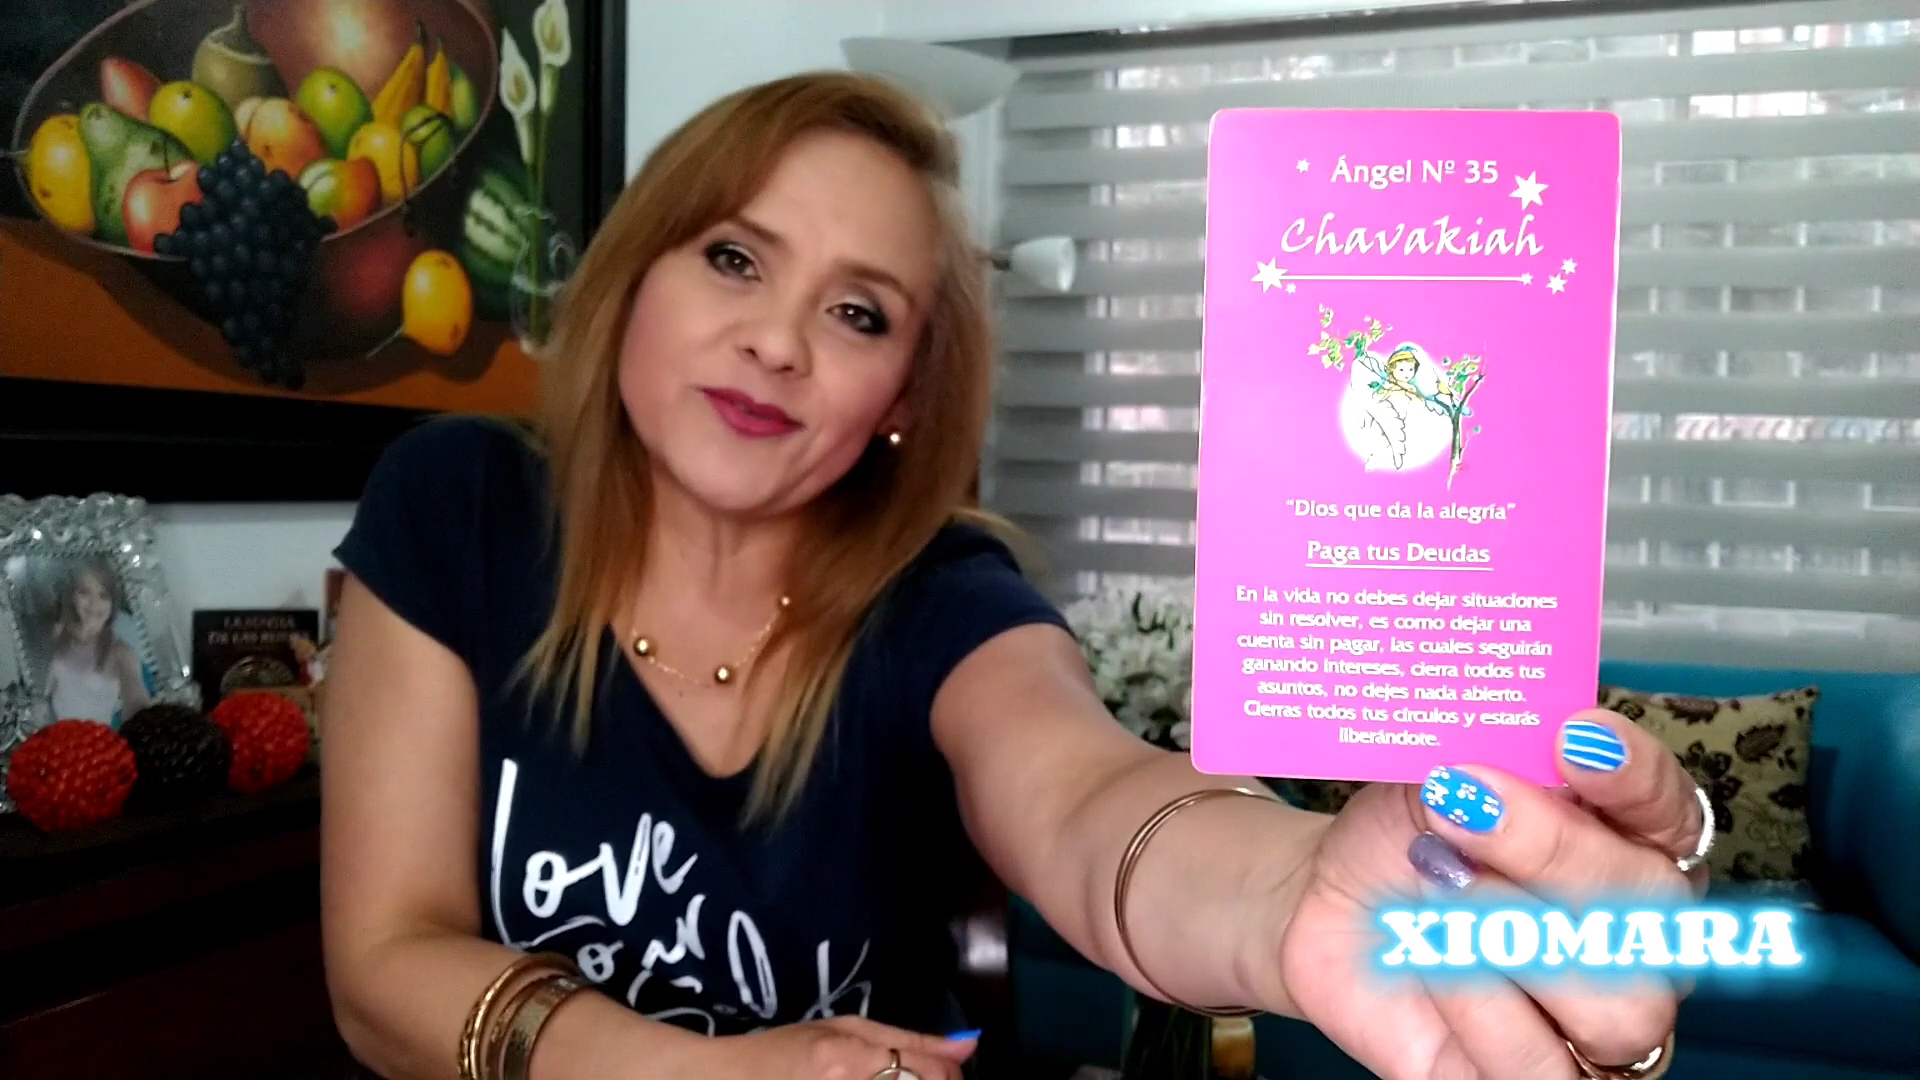 Ángel Nº 35
Chavakiah
"Dios que da la alegría"
Paga tus Deudas
En la vida no debes dejar situaciones
sin resolver, es como dejar una
cuenta sin pagar, las cuales seguirán
ganando intereses, cierra todos tus
asuntos, no dejes nada abierto.
Cierras todos tus círculos y estarás
liberándote.
XIOMARA
LA MAGIA
Love